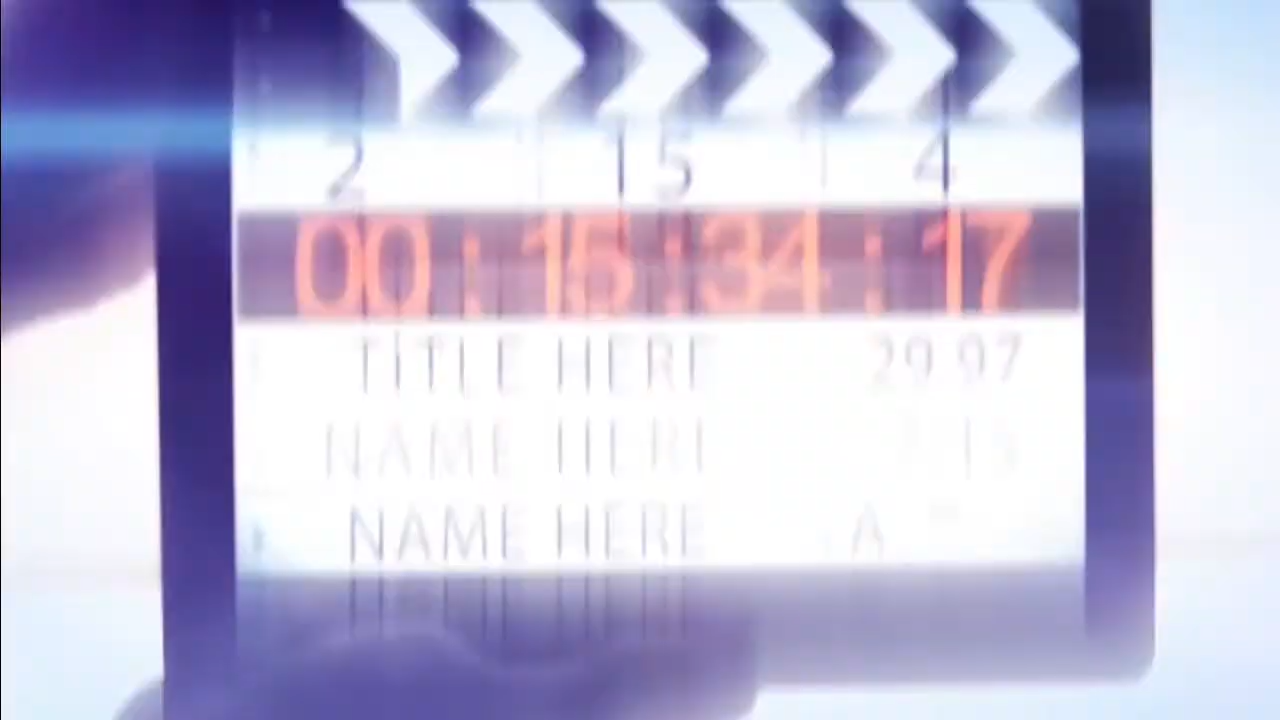 2 15 4
00:15:34:17
TITLE HERE 29.97
NAME HERE
NAME HERE A